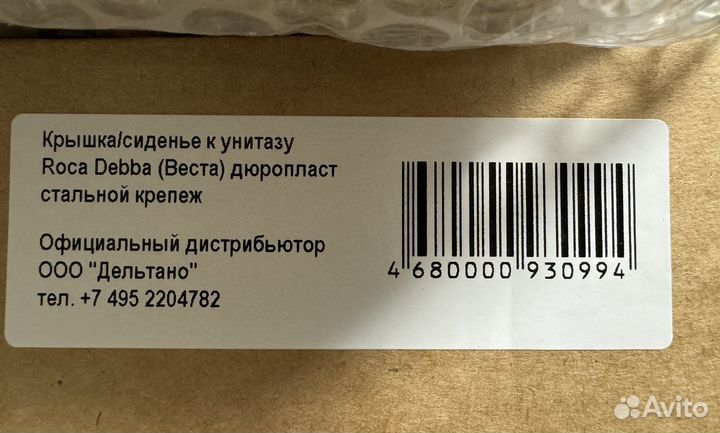 Крышка/сиденье к унитазу
Roca Debba (Веста) дюропласт
стальной крепеж
Официальный дистрибьютор
ООО "Дельтано"
тел. +7 495 2204782
4 680000 930994
Avito